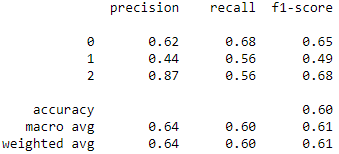 precision recall f1-score
0 0.62 0.68 0.65
1 0.44 0.56 0.49
2 0.87 0.56 0.68
accuracy 0.60
macro avg 0.64 0.60 0.61
weighted avg 0.64 0.60 0.61